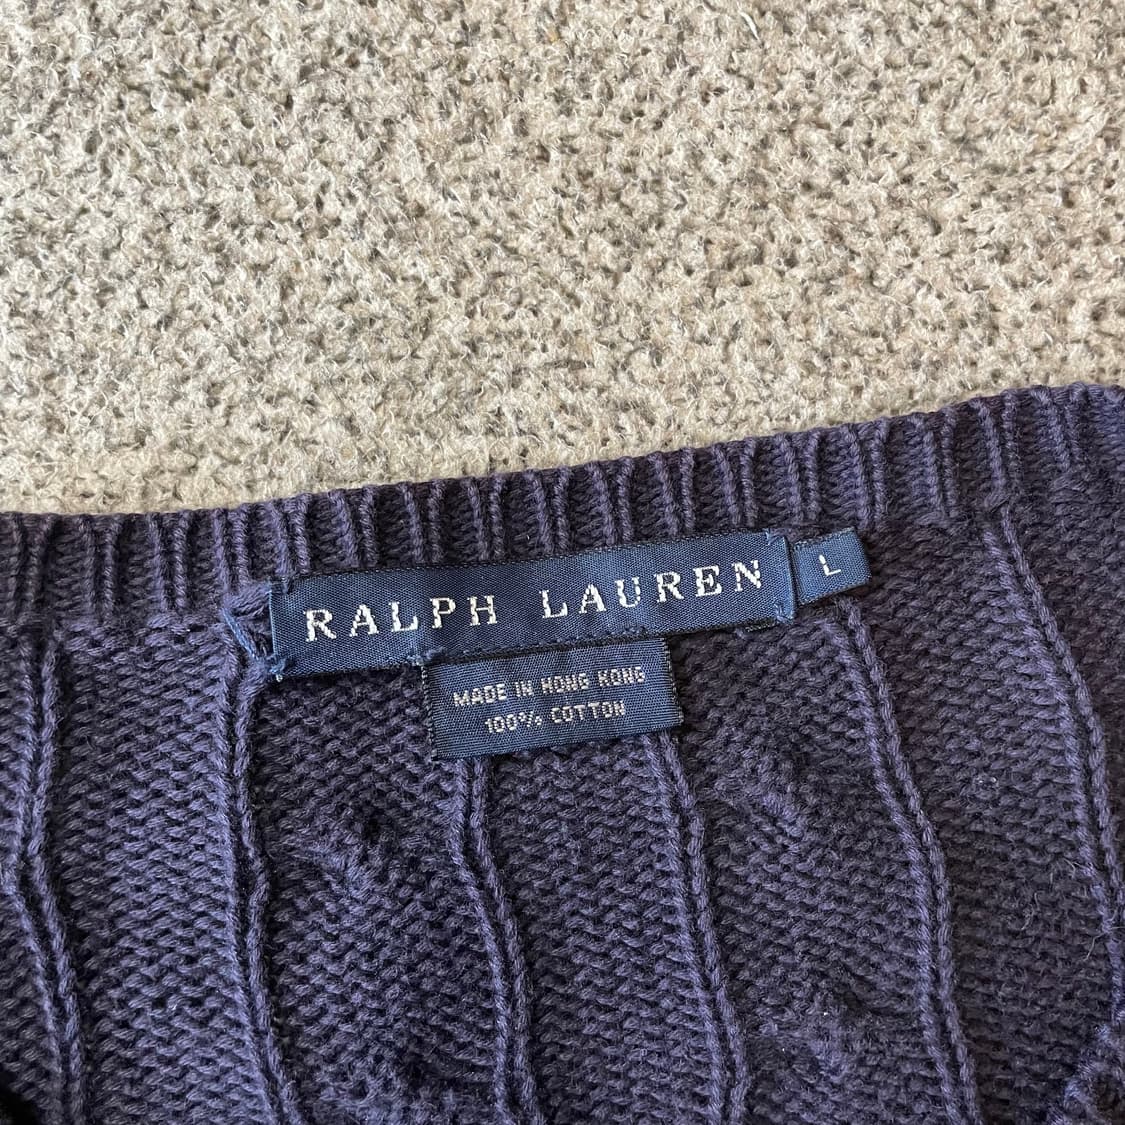 RALPH LAUREN
L
MADE IN HONG KONG
100% COTTON